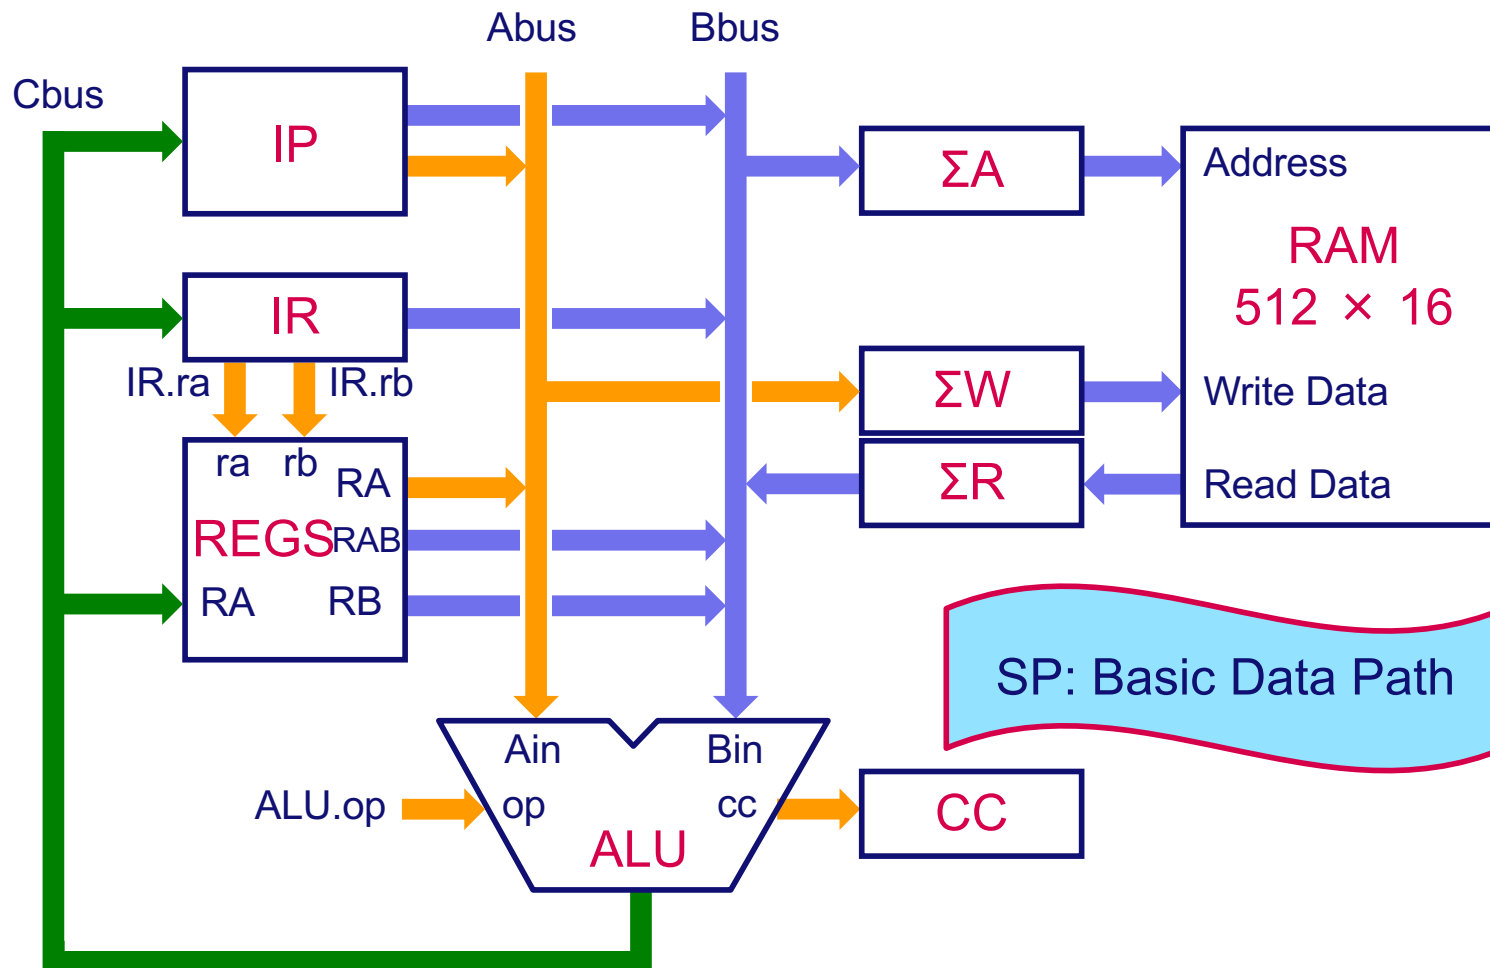 Abus
Bbus
Cbus
IP
ΣA
Address
RAM
512 × 16
IR
IR.ra
IR.rb
ΣW
Write Data
ra
rb
RA
ΣR
Read Data
REGS
RAB
RA
RB
SP: Basic Data Path
Ain
Bin
ALU.op
op
cc
CC
ALU